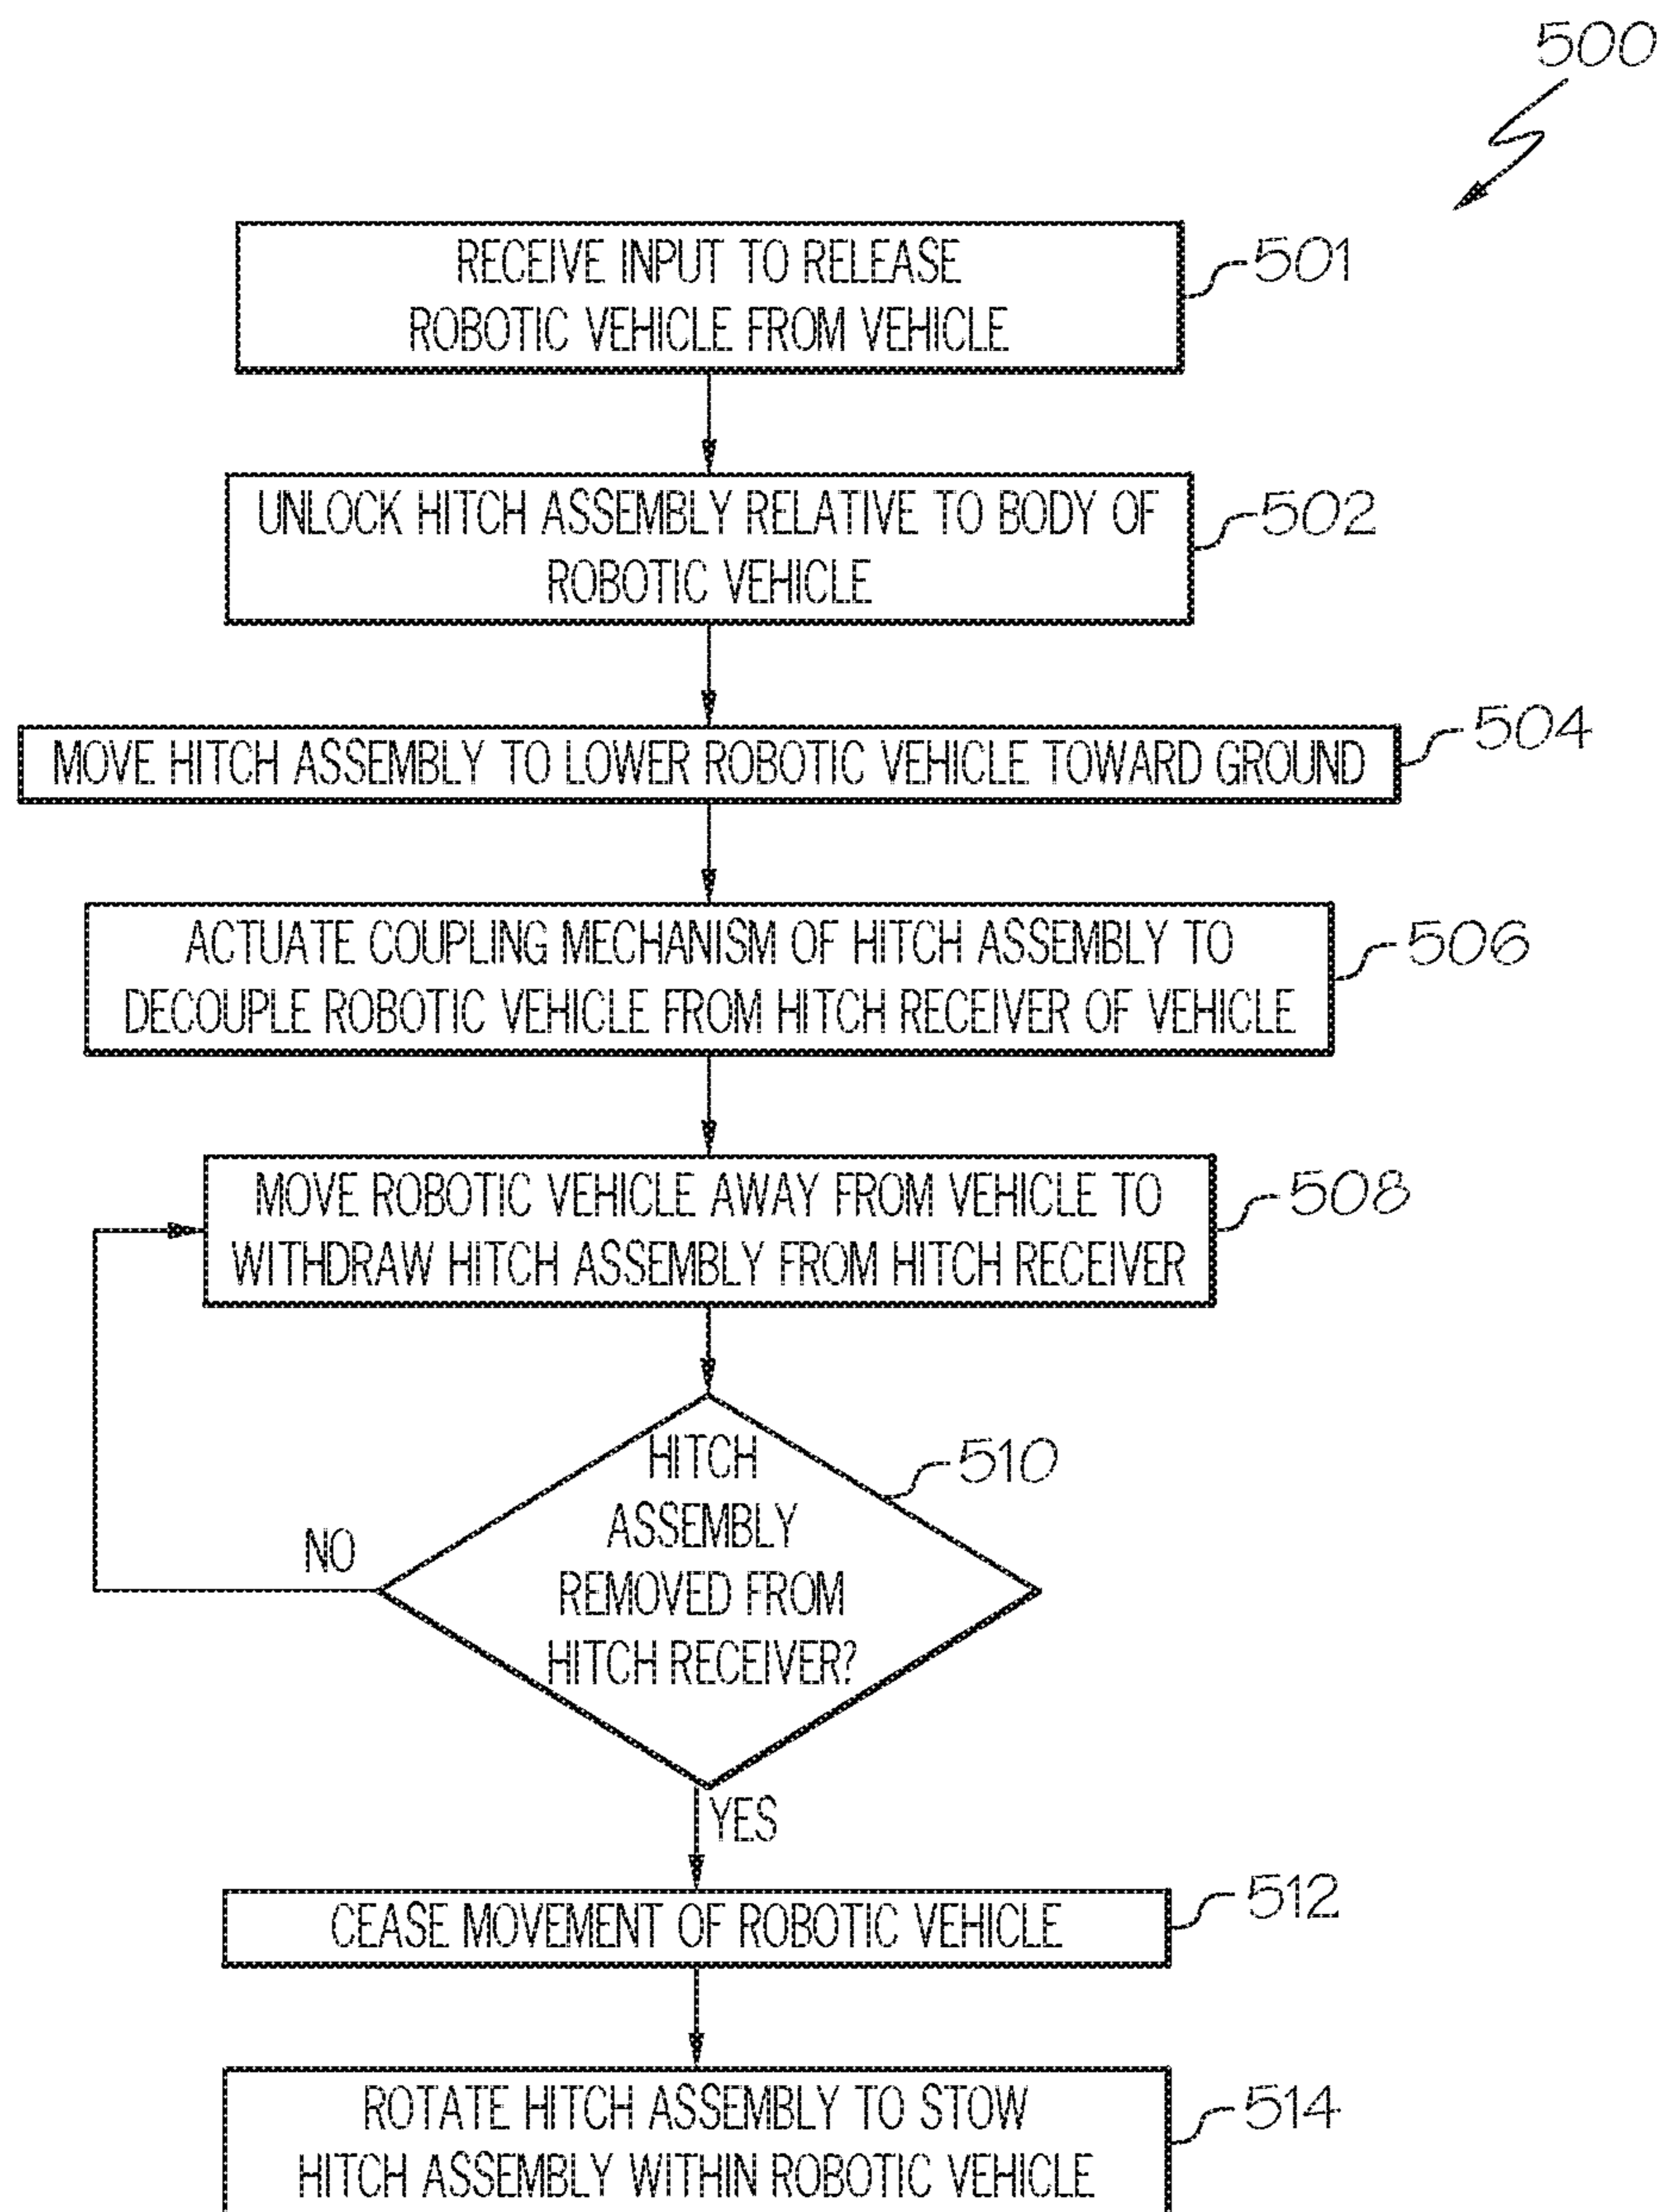 500
RECEIVE INPUT TO RELEASE
ROBOTIC VEHICLE FROM VEHICLE
501
UNLOCK HITCH ASSEMBLY RELATIVE TO BODY OF
ROBOTIC VEHICLE
502
MOVE HITCH ASSEMBLY TO LOWER ROBOTIC VEHICLE TOWARD GROUND
504
ACTUATE COUPLING MECHANISM OF HITCH ASSEMBLY TO
DECOUPLE ROBOTIC VEHICLE FROM HITCH RECEIVER OF VEHICLE
506
MOVE ROBOTIC VEHICLE AWAY FROM VEHICLE TO
WITHDRAW HITCH ASSEMBLY FROM HITCH RECEIVER
508
HITCH
ASSEMBLY
REMOVED FROM
HITCH RECEIVER?
510
NO
YES
CEASE MOVEMENT OF ROBOTIC VEHICLE
512
ROTATE HITCH ASSEMBLY TO STOW
HITCH ASSEMBLY WITHIN ROBOTIC VEHICLE
514